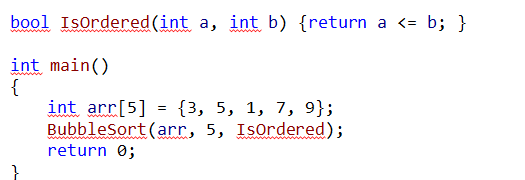 bool IsOrdered(int a, int b) {return a <= b; }
int main()
{
int arr[5] = {3, 5, 1, 7, 9};
BubbleSort(arr, 5, IsOrdered);
return 0;
}